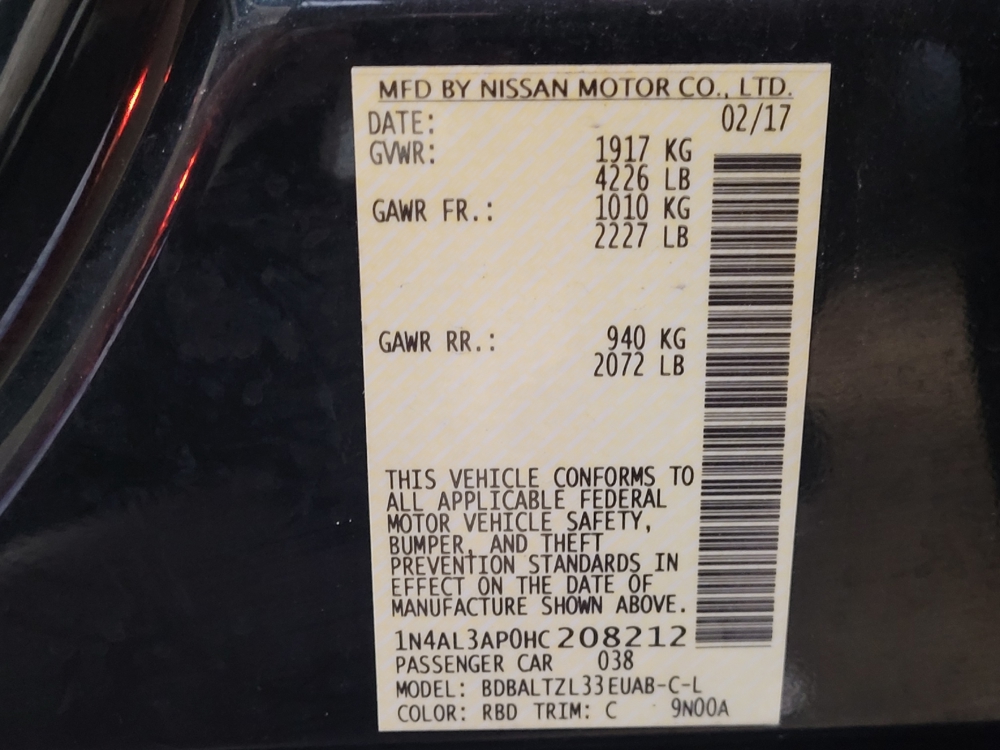 MFD BY NISSAN MOTOR CO., LTD.
DATE: 02/17
GVWR: 1917 KG
4226 LB
GAWR FR.: 1010 KG
2227 LB
GAWR RR.: 940 KG
2072 LB
THIS VEHICLE CONFORMS TO
ALL APPLICABLE FEDERAL
MOTOR VEHICLE SAFETY,
BUMPER, AND THEFT
PREVENTION STANDARDS IN
EFFECT ON THE DATE OF
MANUFACTURE SHOWN ABOVE.
1N4AL3AP0HC208212
PASSENGER CAR 038
MODEL: BDBALTZL33EUAB-C-L
COLOR: RBD TRIM: C 9N00A